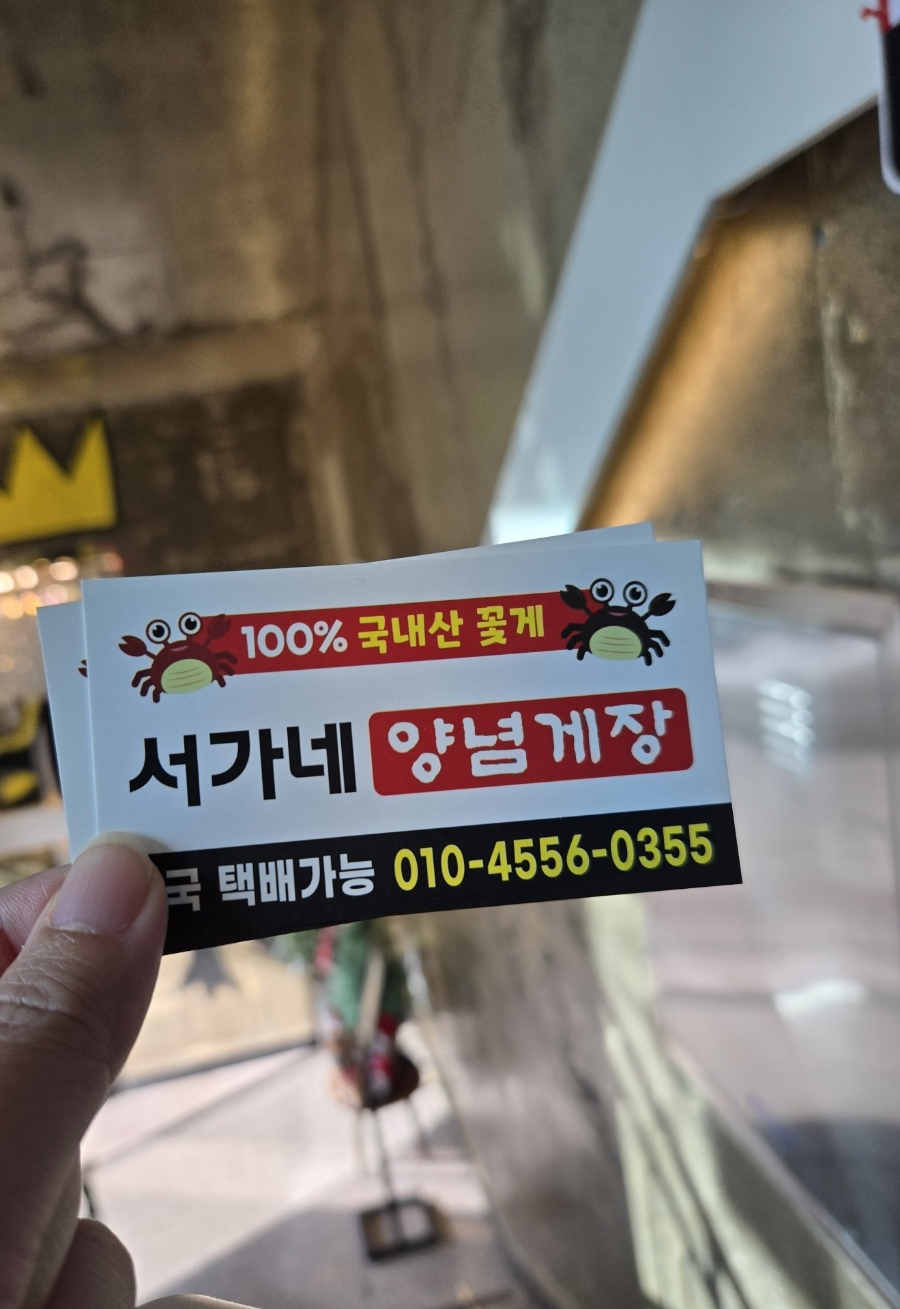 100% 국내산 꽃게
서가네 양념게장
국 택배가능 010-4556-0355